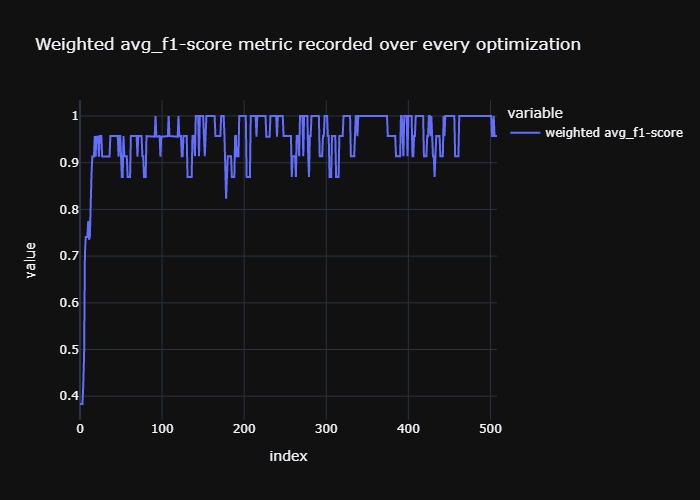 Weighted avg_f1-score metric recorded over every optimization
variable
weighted avg_f1-score
value
1
0.9
0.8
0.7
0.6
0.5
0.4
0
100
200
300
400
500
index